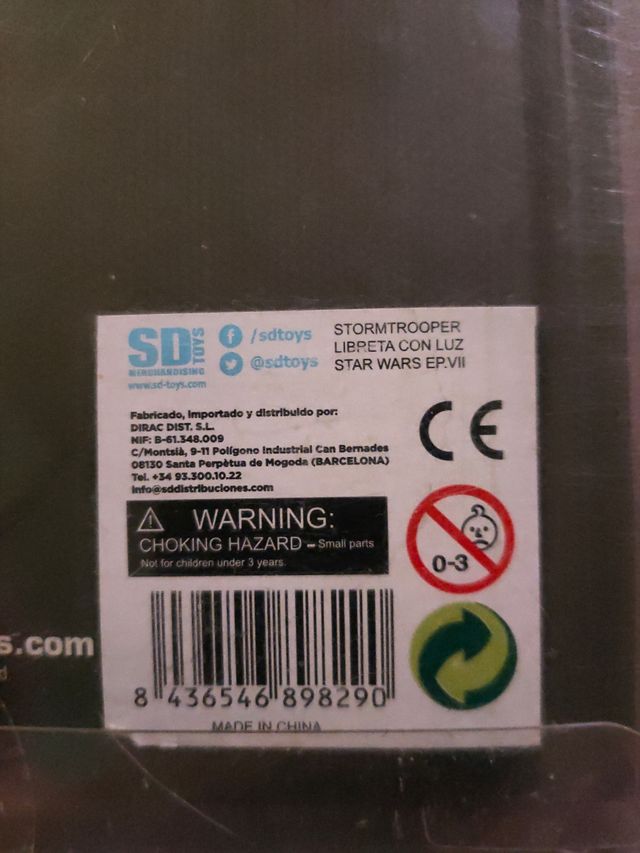 SD TOYS
MERCHANDISING
www.sd-toys.com
/sdtoys
@sdtoys
STORMTROOPER
LIBRETA CON LUZ
STAR WARS EP.VII
Fabricado, Importado y distribuido por:
DIRAC DIST. S.L.
NIF: B-61.348.009
C/Montsià, 9-11 Polígono Industrial Can Bernades
08130 Santa Perpètua de Mogoda (BARCELONA)
Tel. +34 93.300.10.22
info@sddistribuciones.com
WARNING:
CHOKING HAZARD - Small parts
Not for children under 3 years.
CE
0-3
8 436546 898290
MADE IN CHINA
s.com
d